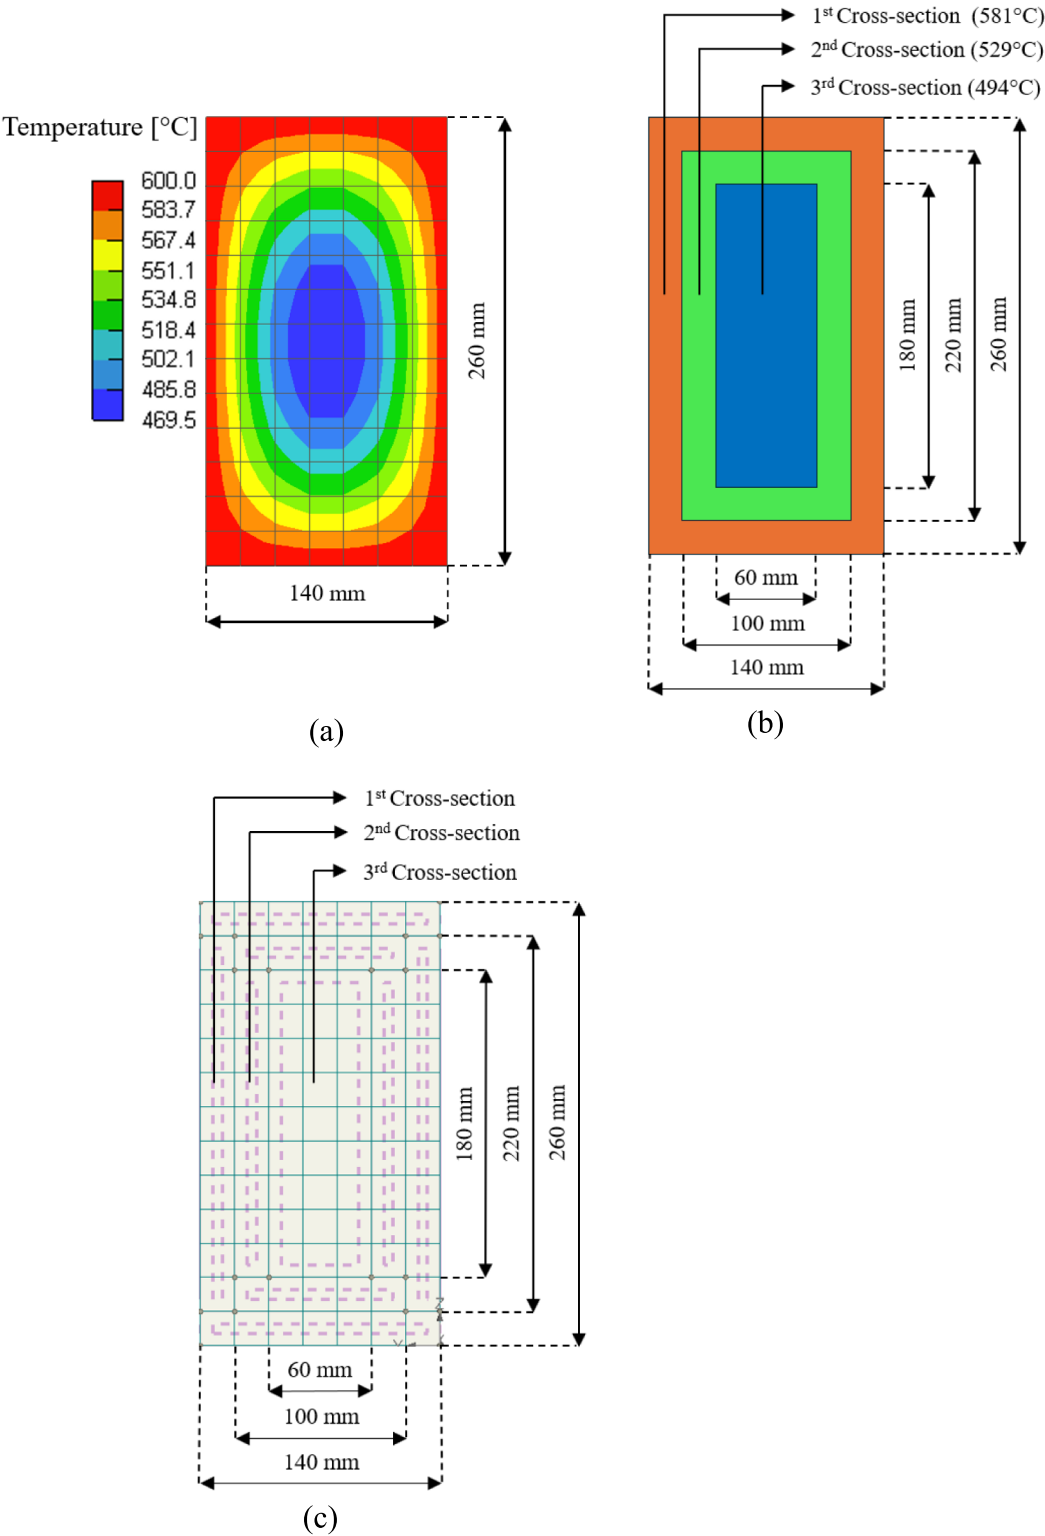 Temperature [°C]
600.0
583.7
567.4
551.1
534.8
518.4
502.1
485.8
469.5
260 mm
140 mm
(a)
1st Cross-section (581°C)
2nd Cross-section (529°C)
3rd Cross-section (494°C)
180 mm
220 mm
260 mm
60 mm
100 mm
140 mm
(b)
1st Cross-section
2nd Cross-section
3rd Cross-section
180 mm
220 mm
260 mm
Z
Y
60 mm
100 mm
140 mm
(c)